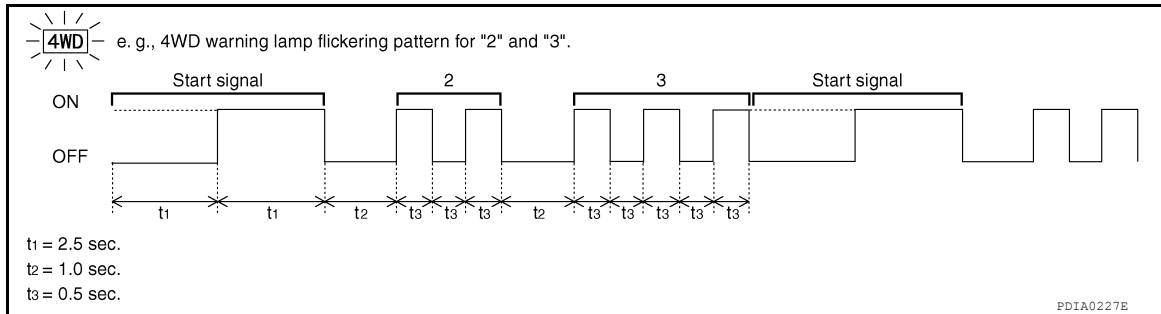 4WD e. g., 4WD warning lamp flickering pattern for "2" and "3".
Start signal 2 3 Start signal
ON
OFF
t1 t1 t2 t3 t3 t3 t2 t3 t3 t3 t3 t3
t1 = 2.5 sec.
t2 = 1.0 sec.
t3 = 0.5 sec.
PDIA0227E